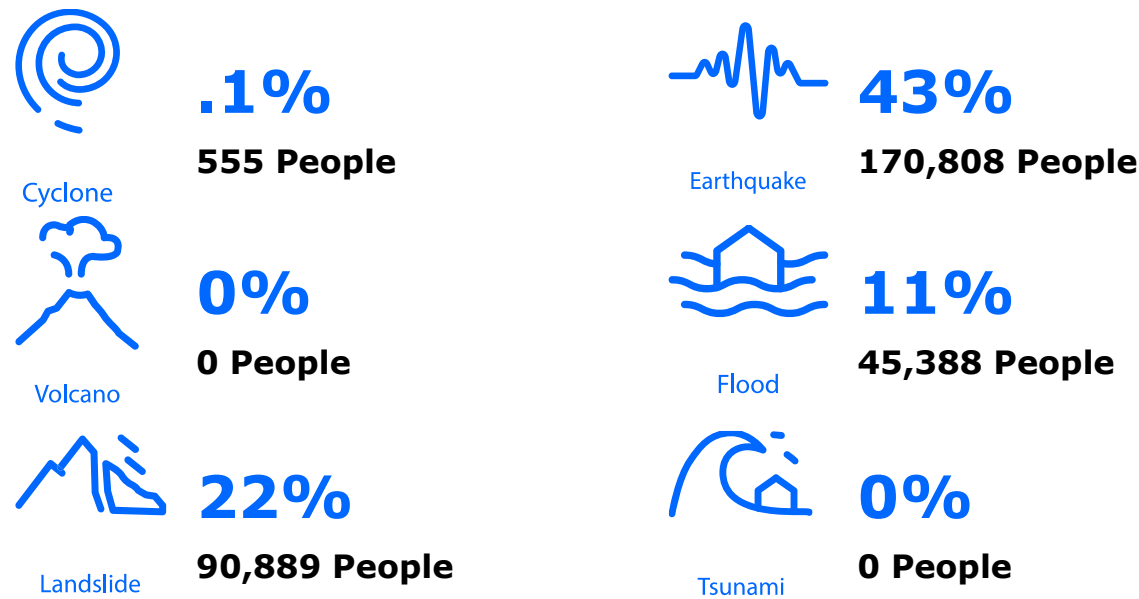 .1%
555 People
Cyclone
43%
170,808 People
Earthquake
0%
0 People
Volcano
11%
45,388 People
Flood
22%
90,889 People
Landslide
0%
0 People
Tsunami